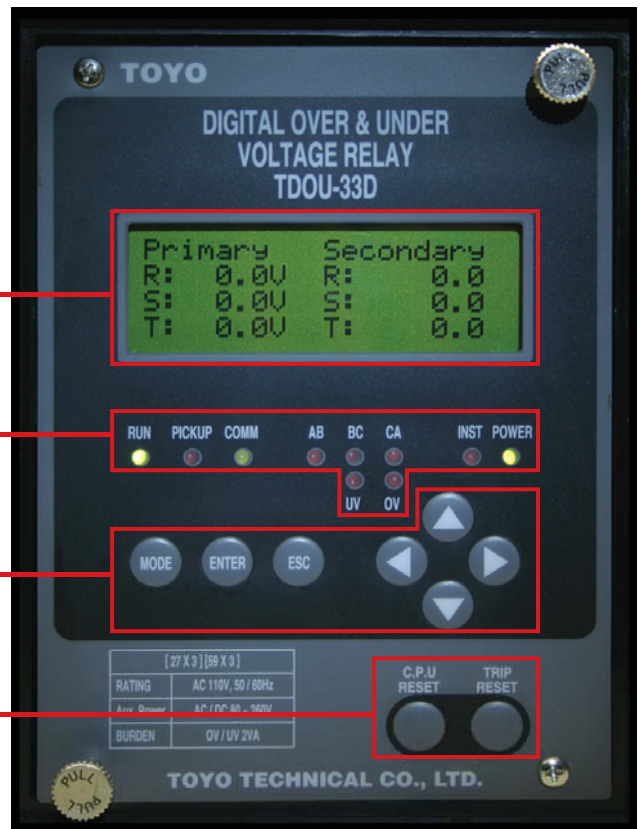 PULL
TOYO
DIGITAL OVER & UNDER
VOLTAGE RELAY
TDOU-33D
Primary Secondary
R: 0.0V R: 0.0
S: 0.0V S: 0.0
T: 0.0V T: 0.0
RUN PICKUP COMM AB BC CA INST POWER
UV OV
MODE ENTER ESC
[ 27 X 3 ] [59 X 3 ]
RATING AC 110V, 50 / 60Hz
Aux. Power AC / DC 80 ~ 260V
BURDEN OV / UV 2VA
C.P.U TRIP
RESET RESET
PULL
PULL
TOYO TECHNICAL CO., LTD.